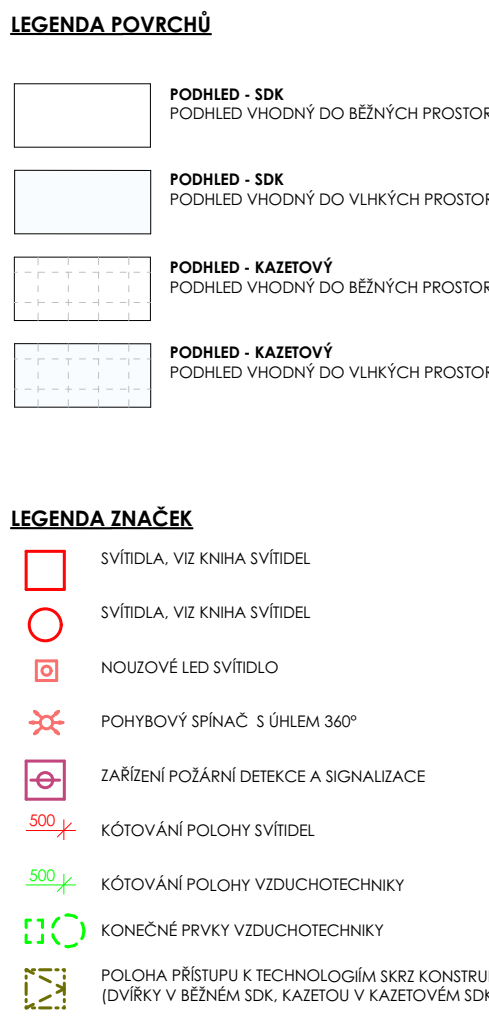 LEGENDA POVRCHŮ
PODHLED - SDK
PODHLED VHODNÝ DO BĚŽNÝCH PROSTOR
PODHLED - SDK
PODHLED VHODNÝ DO VLHKÝCH PROSTOR
PODHLED - KAZETOVÝ
PODHLED VHODNÝ DO BĚŽNÝCH PROSTOR
PODHLED - KAZETOVÝ
PODHLED VHODNÝ DO VLHKÝCH PROSTOR
LEGENDA ZNAČEK
SVÍTIDLA, VIZ KNIHA SVÍTIDEL
SVÍTIDLA, VIZ KNIHA SVÍTIDEL
NOUZOVÉ LED SVÍTIDLO
POHYBOVÝ SPÍNAČ S ÚHLEM 360°
ZAŘÍZENÍ POŽÁRNÍ DETEKCE A SIGNALIZACE
500 KÓTOVÁNÍ POLOHY SVÍTIDEL
500 KÓTOVÁNÍ POLOHY VZDUCHOTECHNIKY
KONEČNÉ PRVKY VZDUCHOTECHNIKY
POLOHA PŘÍSTUPU K TECHNOLOGIÍM SKRZ KONSTRU
(DVÍŘKY V BĚŽNÉM SDK, KAZETOU V KAZETOVÉM SDK